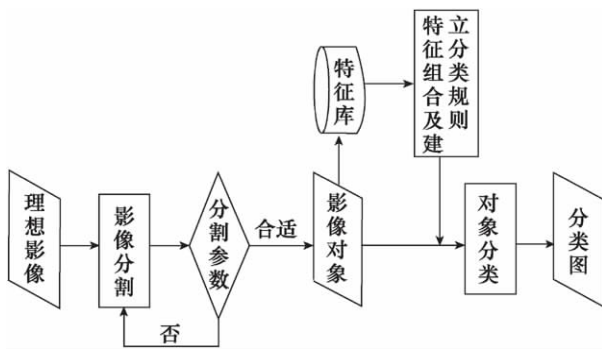 理想影像
影像分割
分割参数
合适
否
影像对象
特征库
特征组合及建
立分类规则
对象分类
分类图